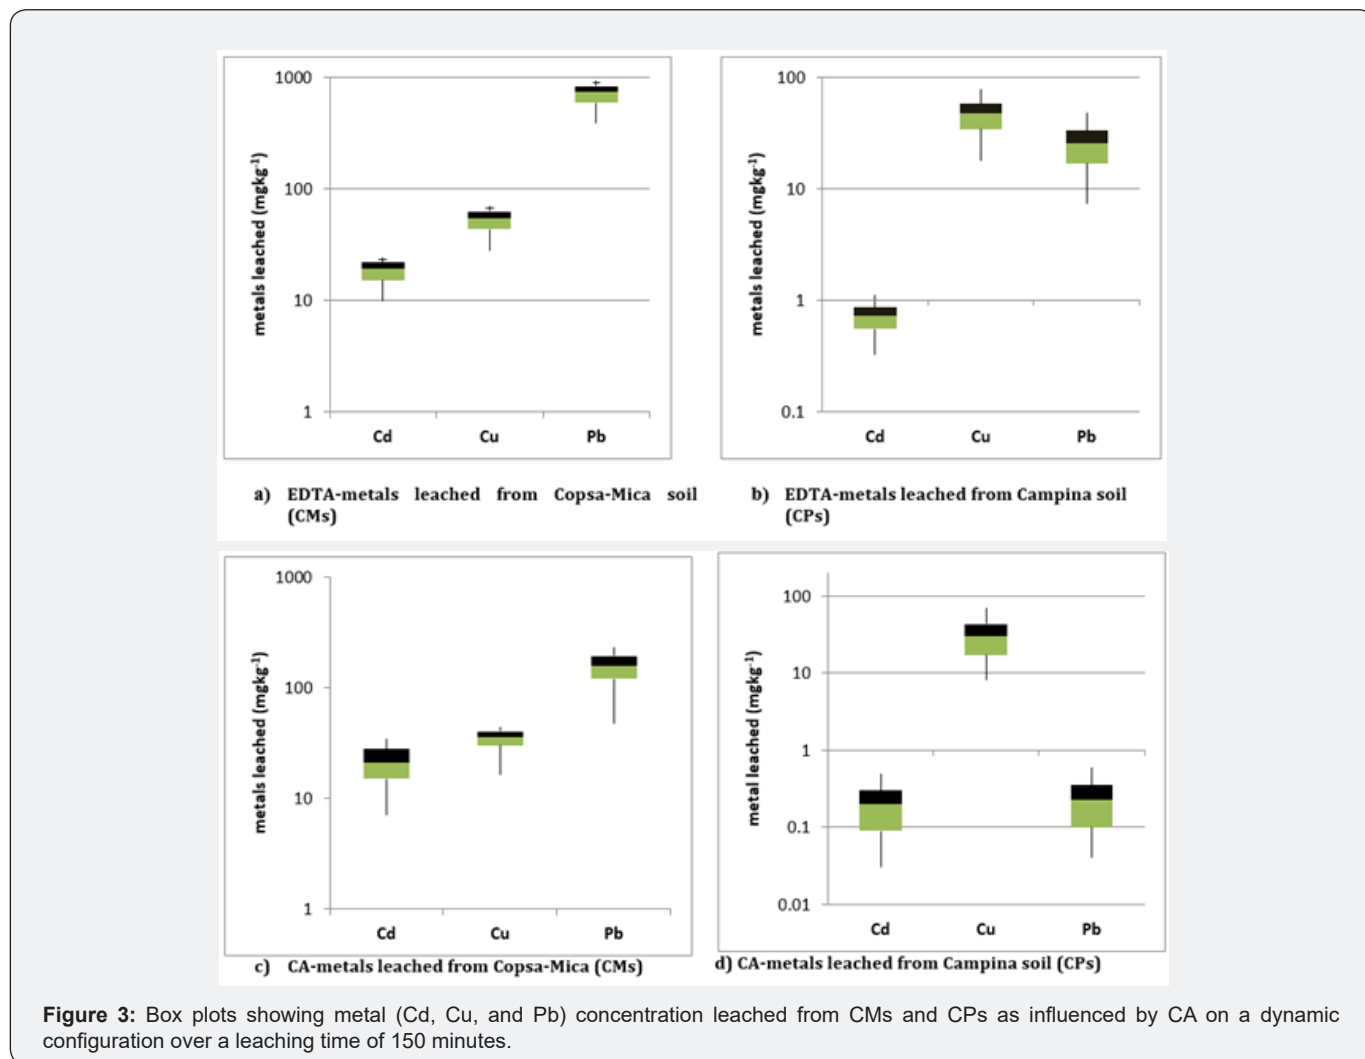 metals leached (mgkg-1)
1000
100
10
1
Cd Cu Pb
a) EDTA-metals leached from Copsa-Mica soil
(CMs)
metals leached (mgkg-1)
100
10
1
0.1
Cd Cu Pb
b) EDTA-metals leached from Campina soil
(CPs)
metals leached (mgkg-1)
1000
100
10
1
Cd Cu Pb
c) CA-metals leached from Copsa-Mica (CMs)
metal leached (mgkg-1)
100
10
1
0.1
0.01
Cd Cu Pb
d) CA-metals leached from Campina soil (CPs)
Figure 3: Box plots showing metal (Cd, Cu, and Pb) concentration leached from CMs and CPs as influenced by CA on a dynamic
configuration over a leaching time of 150 minutes.